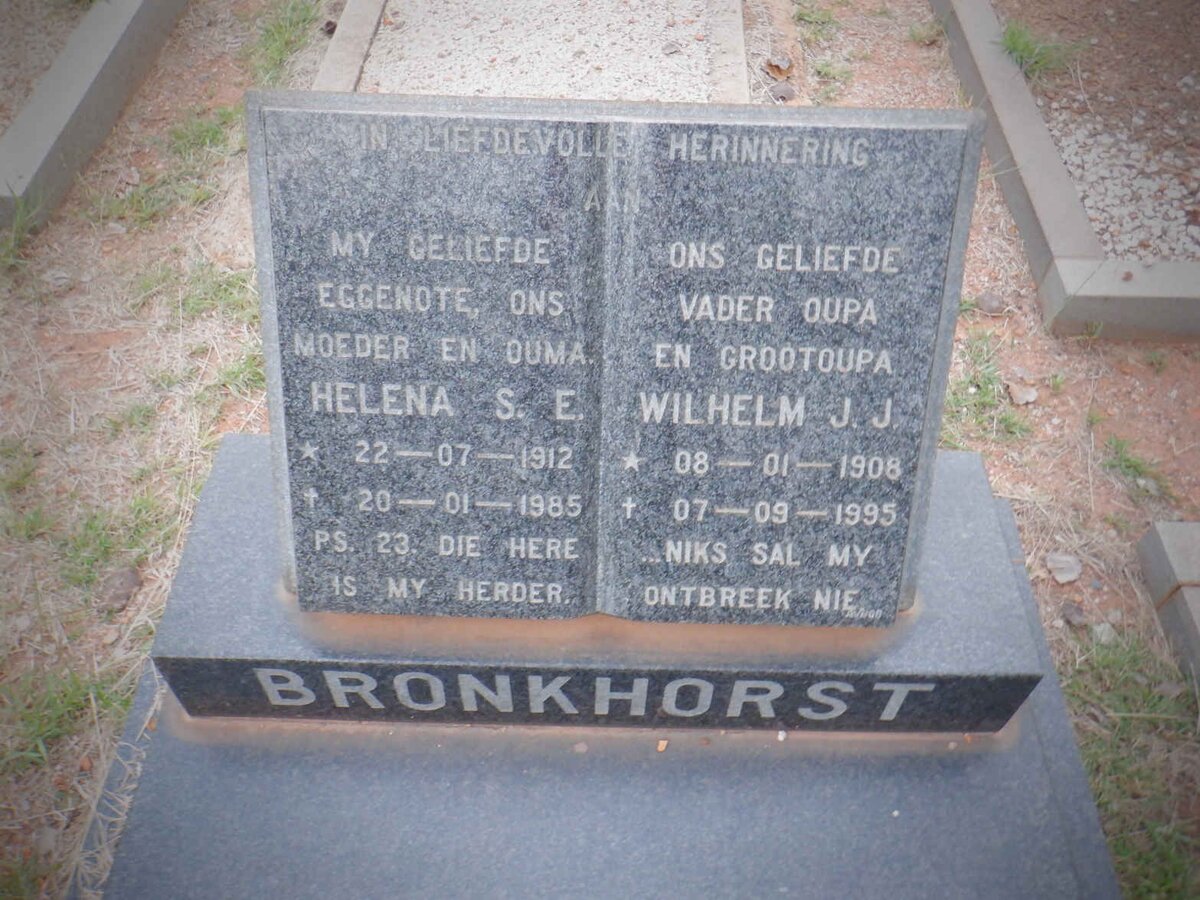 IN LIEFDEVOLLE HERINNERING
AAN
MY GELIEFDE
EGGENOTE, ONS
MOEDER EN OUMA.
HELENA S. E.
★ 22—07—1912
† 20—01—1985
PS. 23. DIE HERE
IS MY HERDER.
ONS GELIEFDE
VADER OUPA
EN GROOTOUPA
WILHELM J. J.
★ 08—01—1908
† 07—09—1995
...NIKS SAL MY
ONTBREEK NIE
BRONKHORST